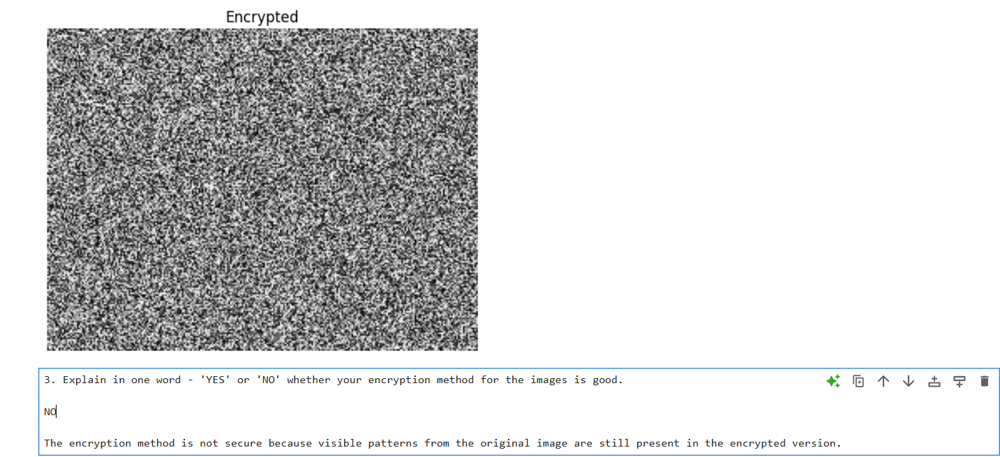 Encrypted
3. Explain in one word - 'YES' or 'NO' whether your encryption method for the images is good.
NO
The encryption method is not secure because visible patterns from the original image are still present in the encrypted version.